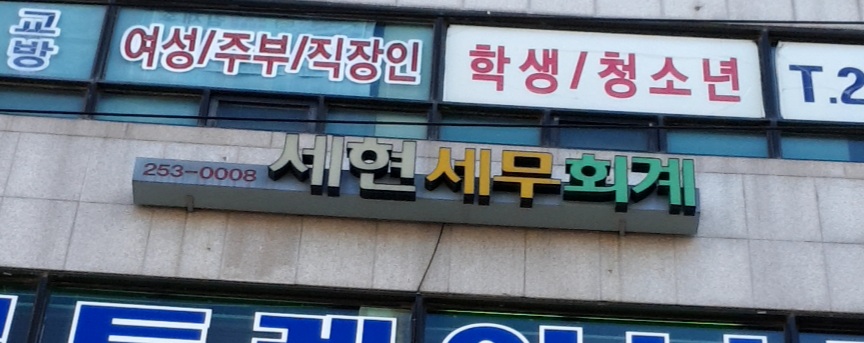 교방
여성/주부/직장인
학생/청소년
T.2
253-0008 세현세무회계